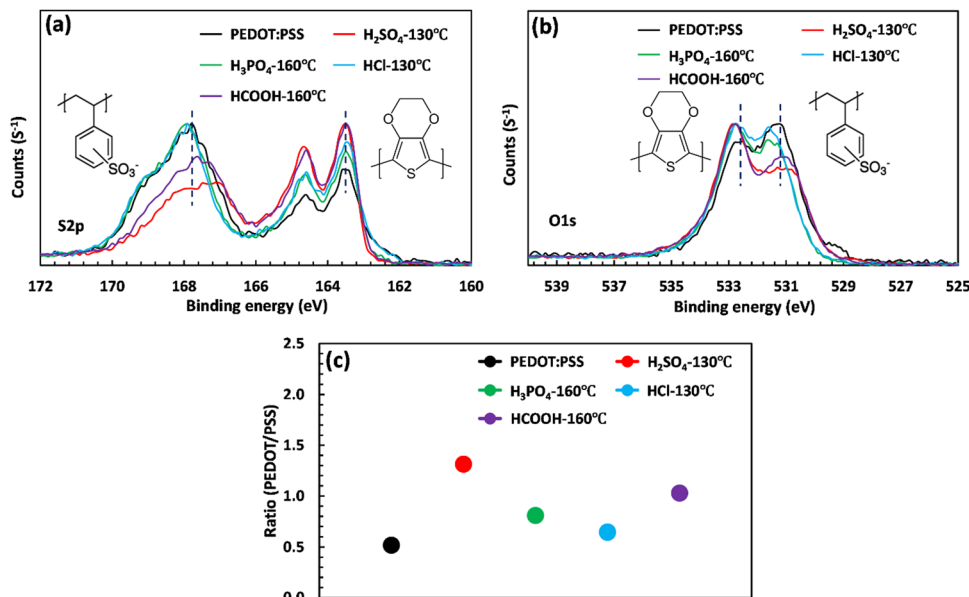 (a)
PEDOT:PSS
H₂SO₄-130℃
H₃PO₄-160℃
HCl-130℃
HCOOH-160℃
SO₃⁻
O
O
S
S2p
Counts (S⁻¹)
172 170 168 166 164 162 160
Binding energy (eV)
(b)
PEDOT:PSS
H₂SO₄-130℃
H₃PO₄-160℃
HCl-130℃
HCOOH-160℃
O
O
S
SO₃⁻
O1s
Counts (S⁻¹)
539 537 535 533 531 529 527 525
Binding energy (eV)
(c)
PEDOT:PSS
H₂SO₄-130℃
H₃PO₄-160℃
HCl-130℃
HCOOH-160℃
Ratio (PEDOT/PSS)
2.5
2.0
1.5
1.0
0.5
0.0